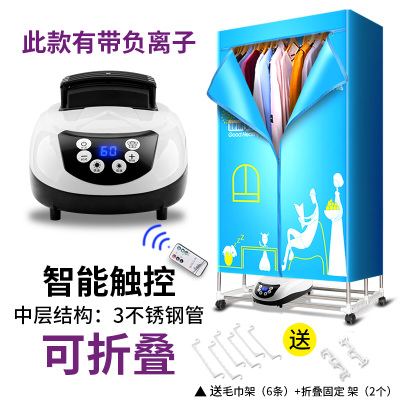 此款有带负离子
60
Good Healthy
智能触控
中层结构：3不锈钢管
可折叠
送
▲ 送毛巾架（6条）+折叠固定 架（2个）